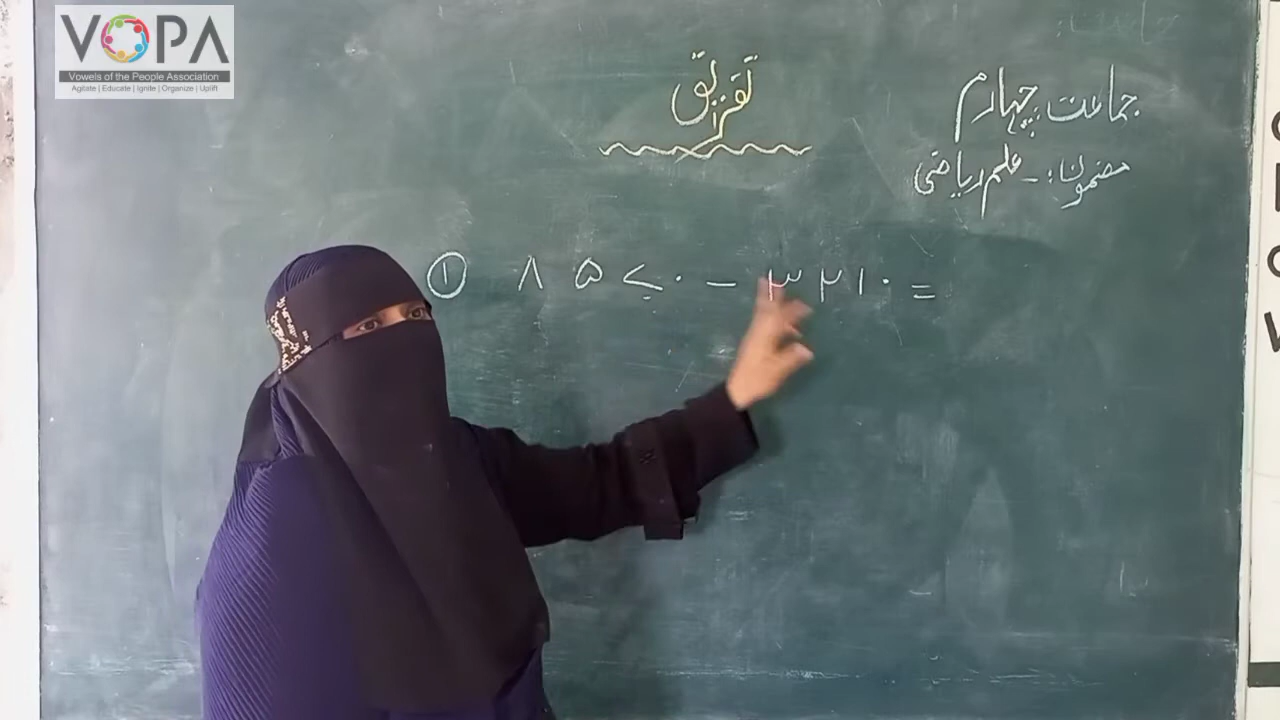 VOPA
Vowels of the People Association
Agitate | Educate | Ignite | Organize | Uplift
جماعت چہارم
تفریق
مضمون :- علم ریاضی
① ۸۵۷۰ - ۳۲۱۰ =